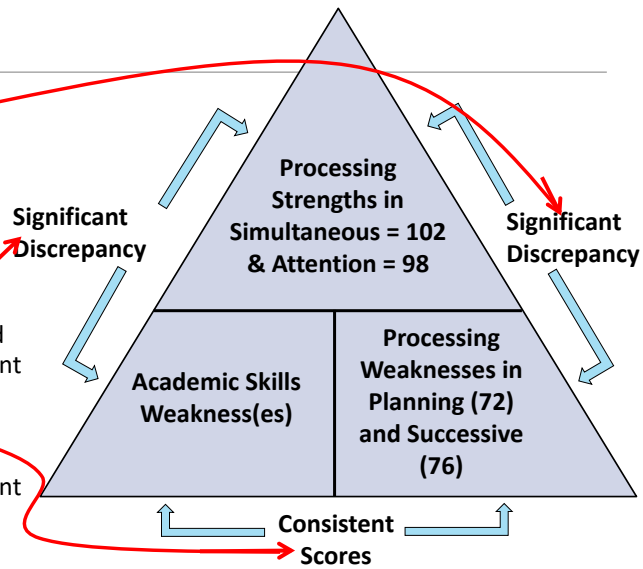 Processing
Strengths in
Simultaneous = 102
& Attention = 98
Significant
Discrepancy
Significant
Discrepancy
Academic Skills
Weakness(es)
Processing
Weaknesses in
Planning (72)
and Successive
(76)
Consistent
Scores